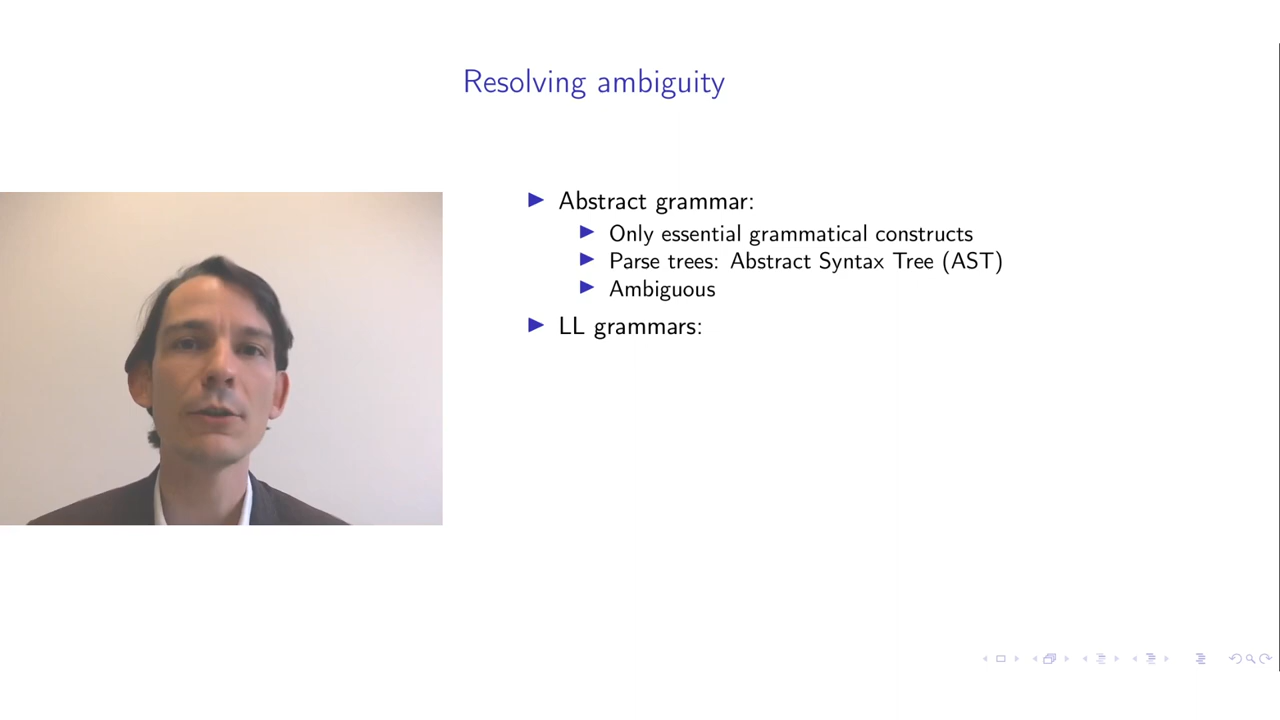 Resolving ambiguity
Abstract grammar:
Only essential grammatical constructs
Parse trees: Abstract Syntax Tree (AST)
Ambiguous
LL grammars: